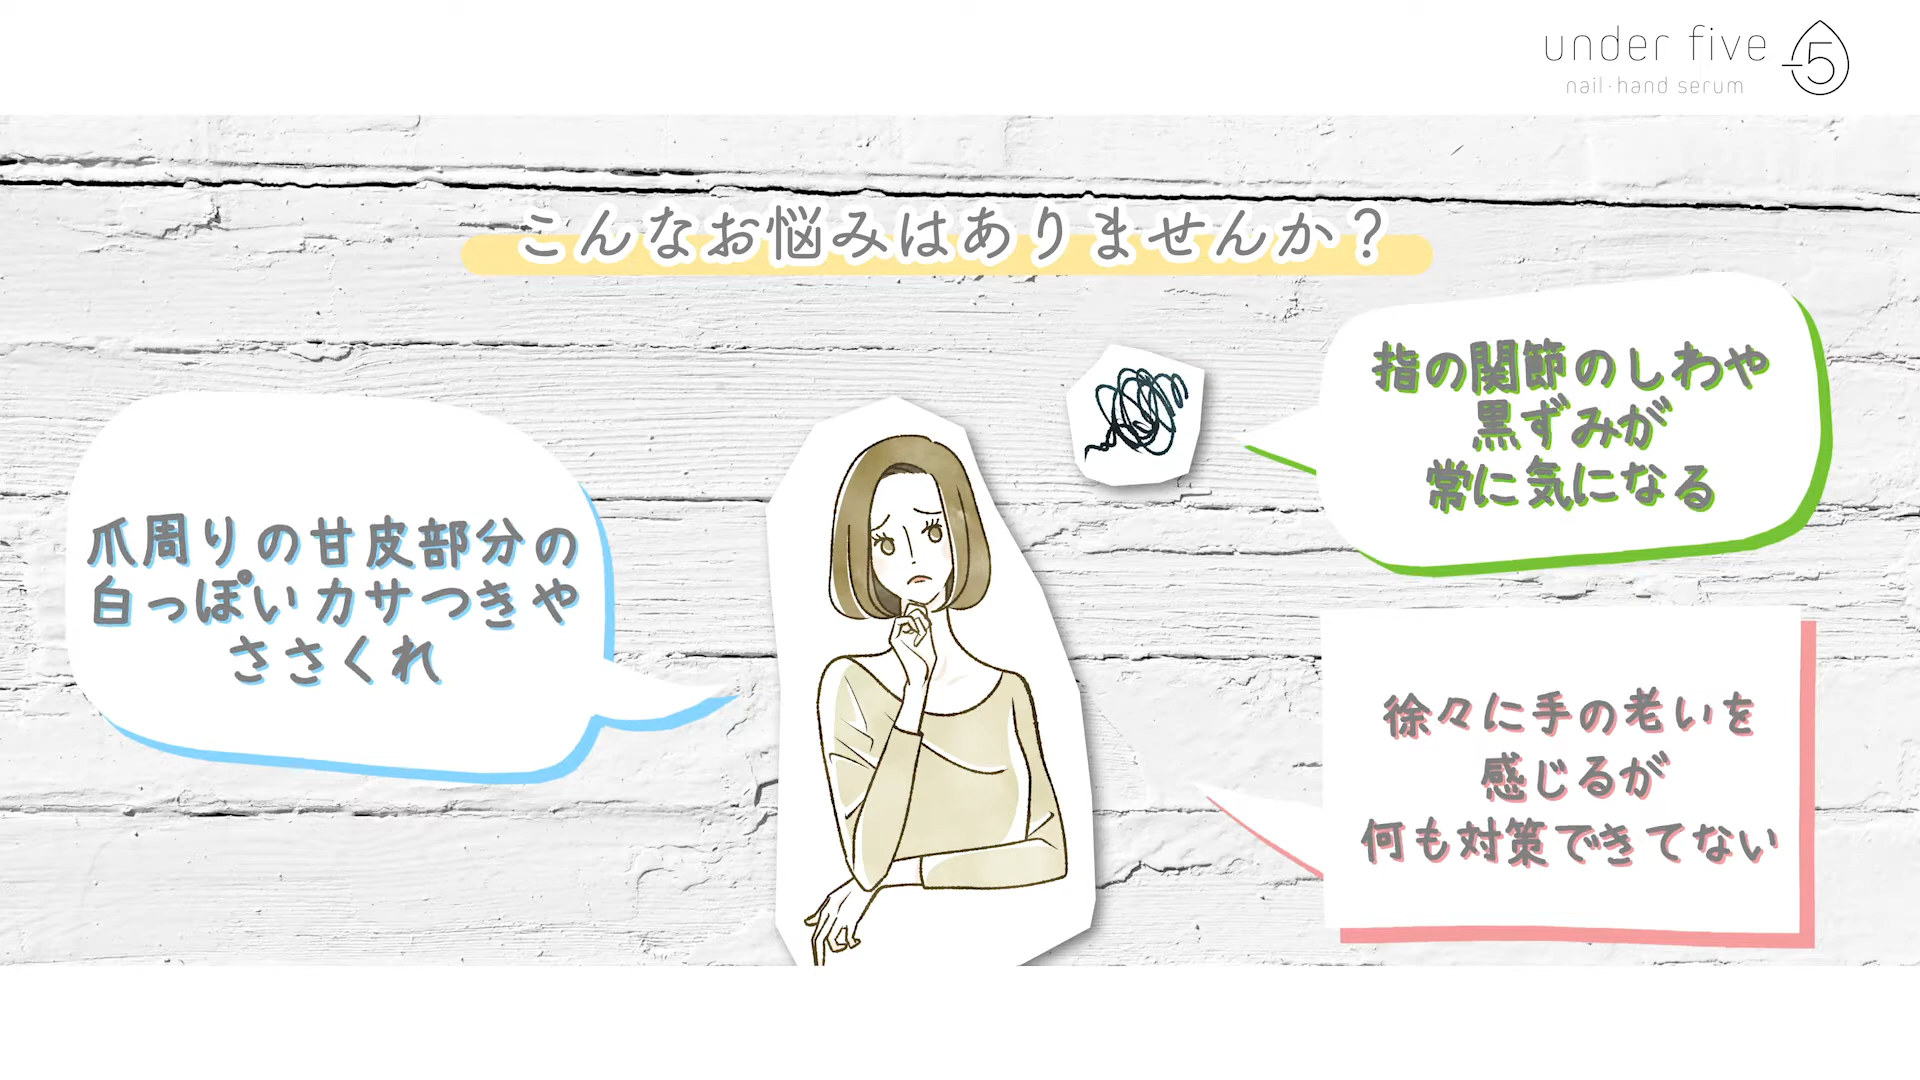 under five
nail・hand serum
5
こんなお悩みはありませんか？
指の関節のしわや
黒ずみが
常に気になる
爪周りの甘皮部分の
白っぽいカサつきや
ささくれ
徐々に手の老いを
感じるが
何も対策できてない